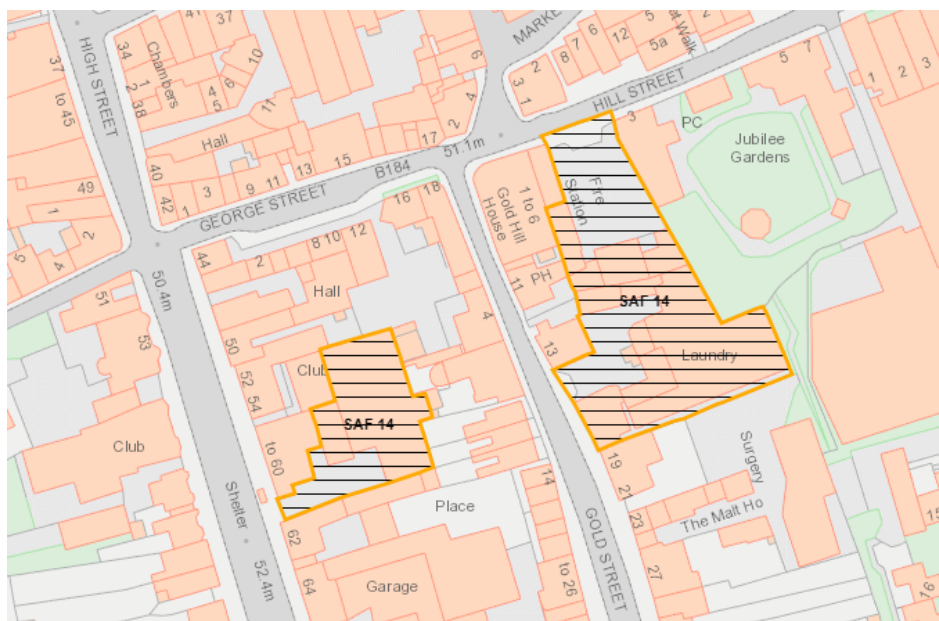 HIGH STREET
37
to 45
34
Chambers
1
2
38
41
37
4
5
6
10
11
Hall
40
42
1
3
9
11
13
15
17
2
4
6
51.1m
B184
GEORGE STREET
MARKE
3
1
2
8
7
6
12
5
5a
et Walk
2
HILL STREET
5
7
1
2
3
PC
3
Jubilee
Gardens
49
1
2
4
5
50.4m
44
2
8
10
12
16
18
Hall
4
1 to 6
Gold Hill
House
11
PH
13
Fire
Station
SAF 14
Laundry
51
53
50
52
54
Club
to 60
SAF 14
Club
Shelter
62
64
52.4m
Place
Garage
14
to 26
GOLD STREET
19
21
23
27
Surgery
The Malt Ho
15
16